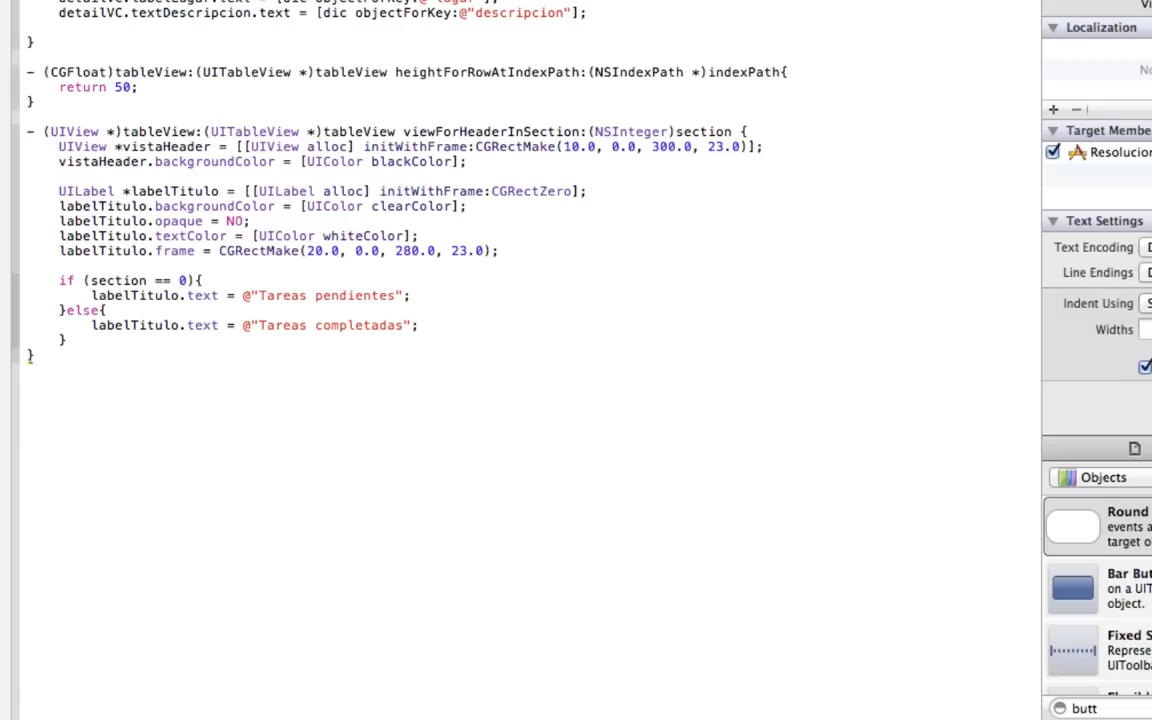 detailVC.textDescripcion.text = [dic objectForKey:@"descripcion"];
}
- (CGFloat)tableView:(UITableView *)tableView heightForRowAtIndexPath:(NSIndexPath *)indexPath{
return 50;
}
- (UIView *)tableView:(UITableView *)tableView viewForHeaderInSection:(NSInteger)section {
UIView *vistaHeader = [[UIView alloc] initWithFrame:CGRectMake(10.0, 0.0, 300.0, 23.0)];
vistaHeader.backgroundColor = [UIColor blackColor];
UILabel *labelTitulo = [[UILabel alloc] initWithFrame:CGRectZero];
labelTitulo.backgroundColor = [UIColor clearColor];
labelTitulo.opaque = NO;
labelTitulo.textColor = [UIColor whiteColor];
labelTitulo.frame = CGRectMake(20.0, 0.0, 280.0, 23.0);
if (section == 0){
labelTitulo.text = @"Tareas pendientes";
}else{
labelTitulo.text = @"Tareas completadas";
}
}
Localization
No
+ −
Target Membe
Resolucion
Text Settings
Text Encoding
Line Endings
Indent Using
Widths
Objects
Round
events a
target o
Bar But
on a UIT
object.
Fixed S
Represe
UIToolba
butt